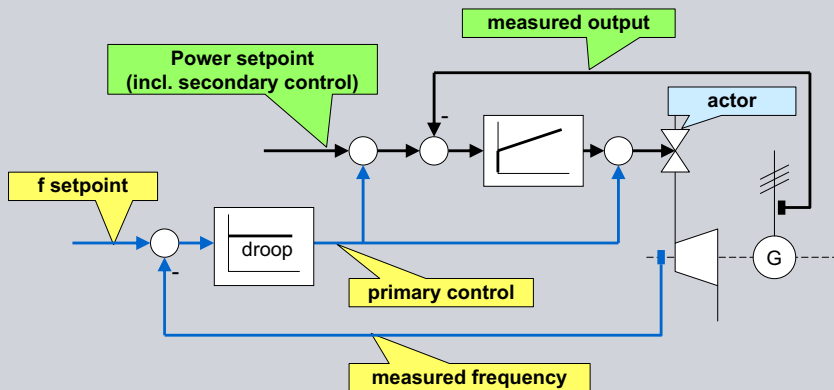 measured output
Power setpoint
(incl. secondary control)
actor
-
f setpoint
droop
G
-
primary control
measured frequency